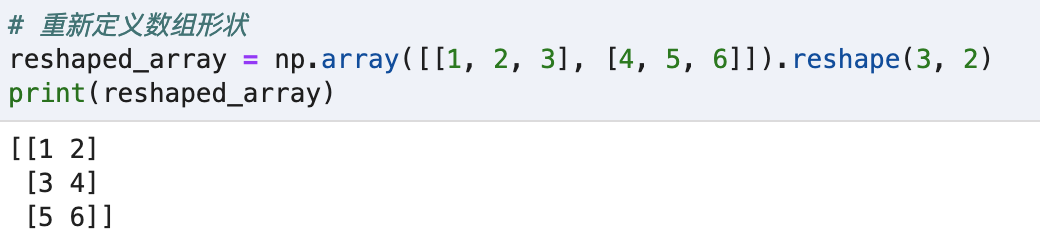 # 重新定义数组形状
reshaped_array = np.array([[1, 2, 3], [4, 5, 6]]).reshape(3, 2)
print(reshaped_array)
[[1 2]
 [3 4]
 [5 6]]